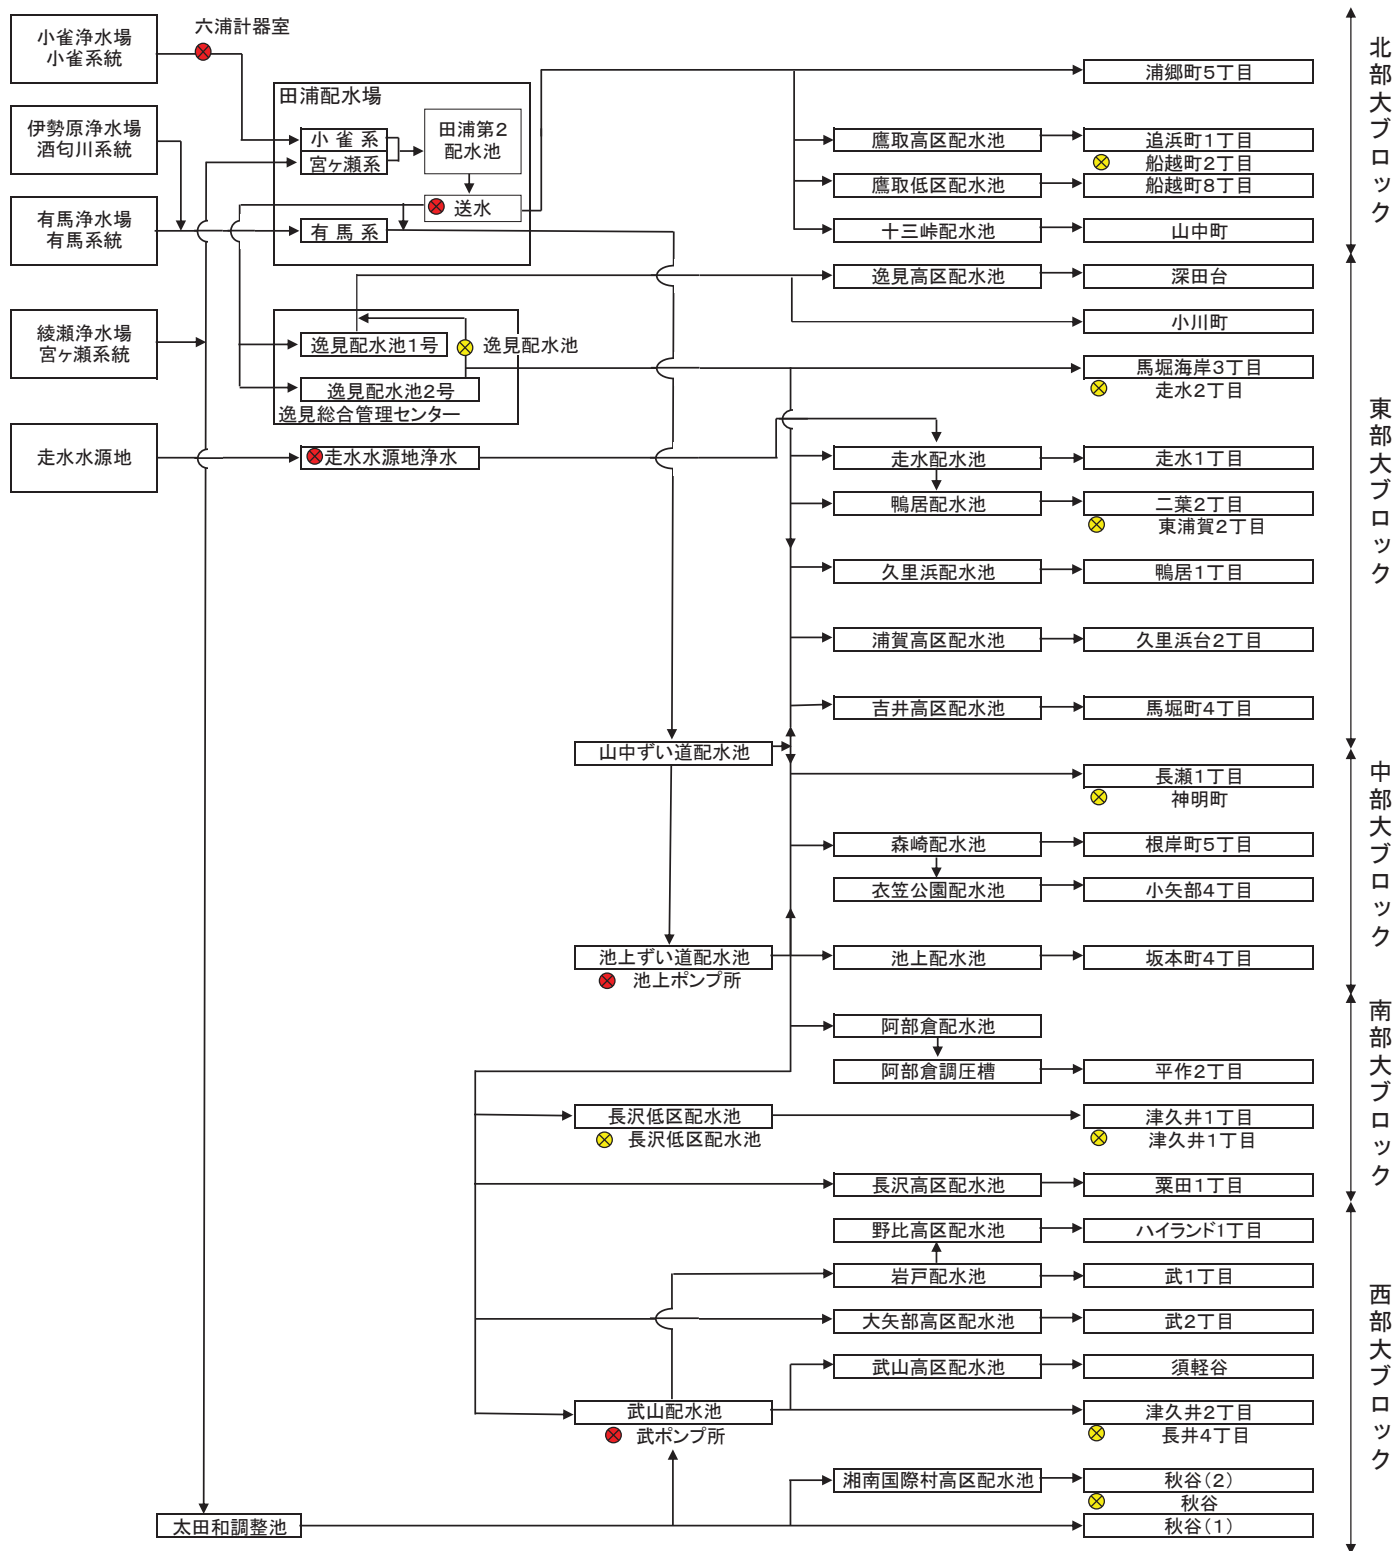 小雀浄水場
小雀系統
六浦計器室
伊勢原浄水場
酒匂川系統
有馬浄水場
有馬系統
綾瀬浄水場
宮ヶ瀬系統
走水水源地
田浦配水場
小 雀 系
宮ヶ瀬系
田浦第2
配水池
送水
有 馬 系
逸見配水池1号
逸見配水池
逸見配水池2号
逸見総合管理センター
走水水源地浄水
山中ずい道配水池
池上ずい道配水池
池上ポンプ所
長沢低区配水池
長沢低区配水池
武山配水池
武ポンプ所
太田和調整池
浦郷町5丁目
鷹取高区配水池
追浜町1丁目
船越町2丁目
鷹取低区配水池
船越町8丁目
十三峠配水池
山中町
逸見高区配水池
深田台
小川町
馬堀海岸3丁目
走水2丁目
走水配水池
走水1丁目
鴨居配水池
二葉2丁目
東浦賀2丁目
久里浜配水池
鴨居1丁目
浦賀高区配水池
久里浜台2丁目
吉井高区配水池
馬堀町4丁目
長瀬1丁目
神明町
森崎配水池
根岸町5丁目
衣笠公園配水池
小矢部4丁目
池上配水池
坂本町4丁目
阿部倉配水池
阿部倉調圧槽
平作2丁目
津久井1丁目
津久井1丁目
長沢高区配水池
粟田1丁目
野比高区配水池
ハイランド1丁目
岩戸配水池
武1丁目
大矢部高区配水池
武2丁目
武山高区配水池
須軽谷
津久井2丁目
長井4丁目
湘南国際村高区配水池
秋谷(2)
秋谷
秋谷(1)
北部大ブロック
東部大ブロック
中部大ブロック
南部大ブロック
西部大ブロック